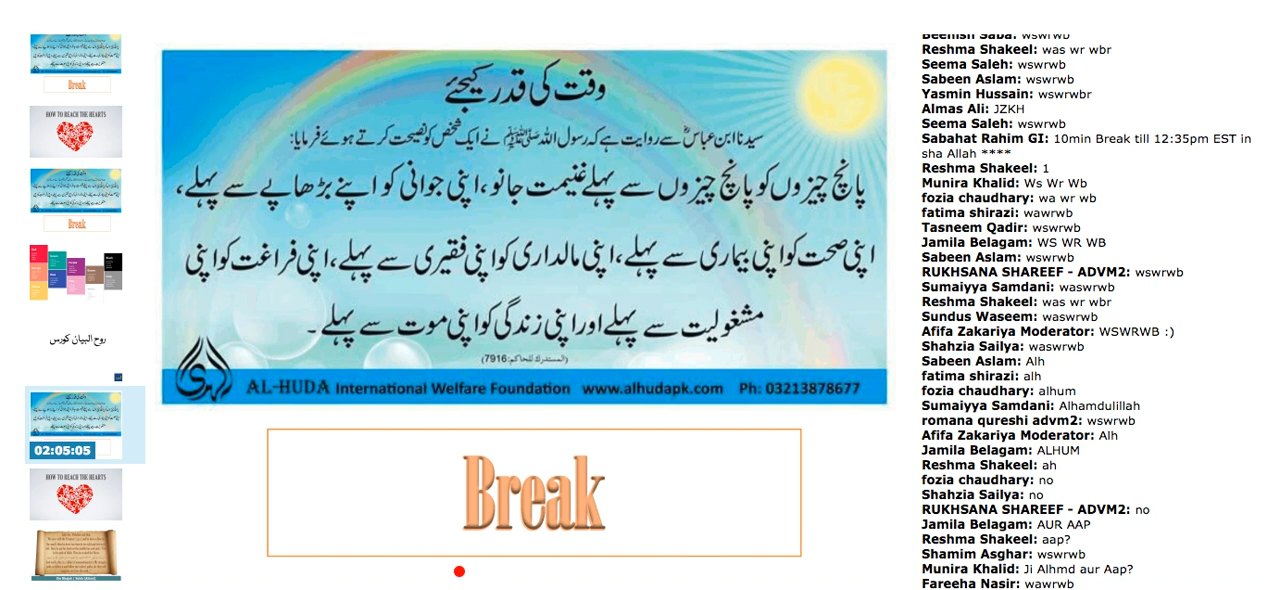 Break
HOW TO REACH THE HEARTS
Break
روح البیان کورس
02:05:05
HOW TO REACH THE HEARTS
وقت کی قدر کیجئے
سیدنا ابن عباسؓ سے روایت ہے کہ رسول اللہ ﷺ نے ایک شخص کو نصیحت کرتے ہوئے فرمایا:
پانچ چیزوں کو پانچ چیزوں سے پہلے غنیمت جانو، اپنی جوانی کو اپنے بڑھاپے سے پہلے،
اپنی صحت کو اپنی بیماری سے پہلے، اپنی مالداری کو اپنی فقیری سے پہلے، اپنی فراغت کو اپنی
مشغولیت سے پہلے اور اپنی زندگی کو اپنی موت سے پہلے۔
(المستدرک للحاکم:7916)
الہدی
AL-HUDA International Welfare Foundation www.alhudapk.com Ph: 03213878677
Break
Beenish Saba: wswrwb
Reshma Shakeel: was wr wbr
Seema Saleh: wswrwb
Sabeen Aslam: wswrwb
Yasmin Hussain: wswrwbr
Almas Ali: JZKH
Seema Saleh: wswrwb
Sabahat Rahim GI: 10min Break till 12:35pm EST in
sha Allah ****
Reshma Shakeel: 1
Munira Khalid: Ws Wr Wb
fozia chaudhary: wa wr wb
fatima shirazi: wawrwb
Tasneem Qadir: wswrwb
Jamila Belagam: WS WR WB
Sabeen Aslam: wswrwb
RUKHSANA SHAREEF - ADVM2: wswrwb
Sumaiyya Samdani: waswrwb
Reshma Shakeel: was wr wbr
Sundus Waseem: waswrwb
Afifa Zakariya Moderator: WSWRWB :)
Shahzia Sailya: waswrwb
Sabeen Aslam: Alh
fatima shirazi: alh
fozia chaudhary: alhum
Sumaiyya Samdani: Alhamdulillah
romana qureshi advm2: wswrwb
Afifa Zakariya Moderator: Alh
Jamila Belagam: ALHUM
Reshma Shakeel: ah
fozia chaudhary: no
Shahzia Sailya: no
RUKHSANA SHAREEF - ADVM2: no
Jamila Belagam: AUR AAP
Reshma Shakeel: aap?
Shamim Asghar: wswrwb
Munira Khalid: Ji Alhmd aur Aap?
Fareeha Nasir: wawrwb